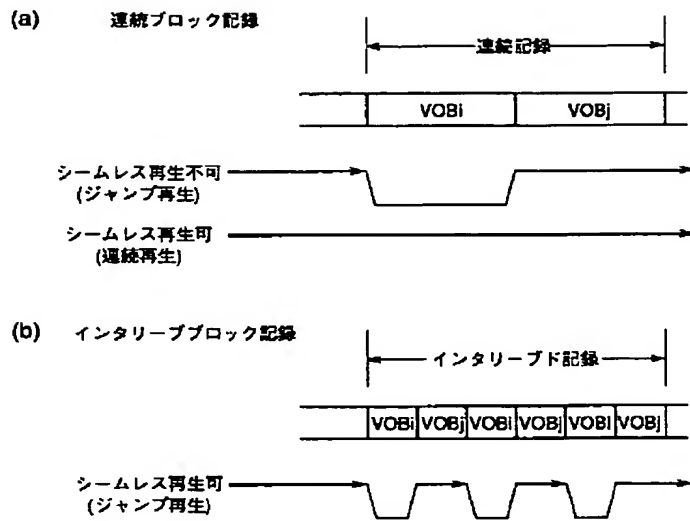 (a) 連続ブロック記録
連続記録
VOBi VOBj
シームレス再生不可
(ジャンプ再生)
シームレス再生可
(連続再生)
(b) インタリーブブロック記録
インタリーブド記録
VOBi VOBj VOBi VOBj VOBi VOBj
シームレス再生可
(ジャンプ再生)